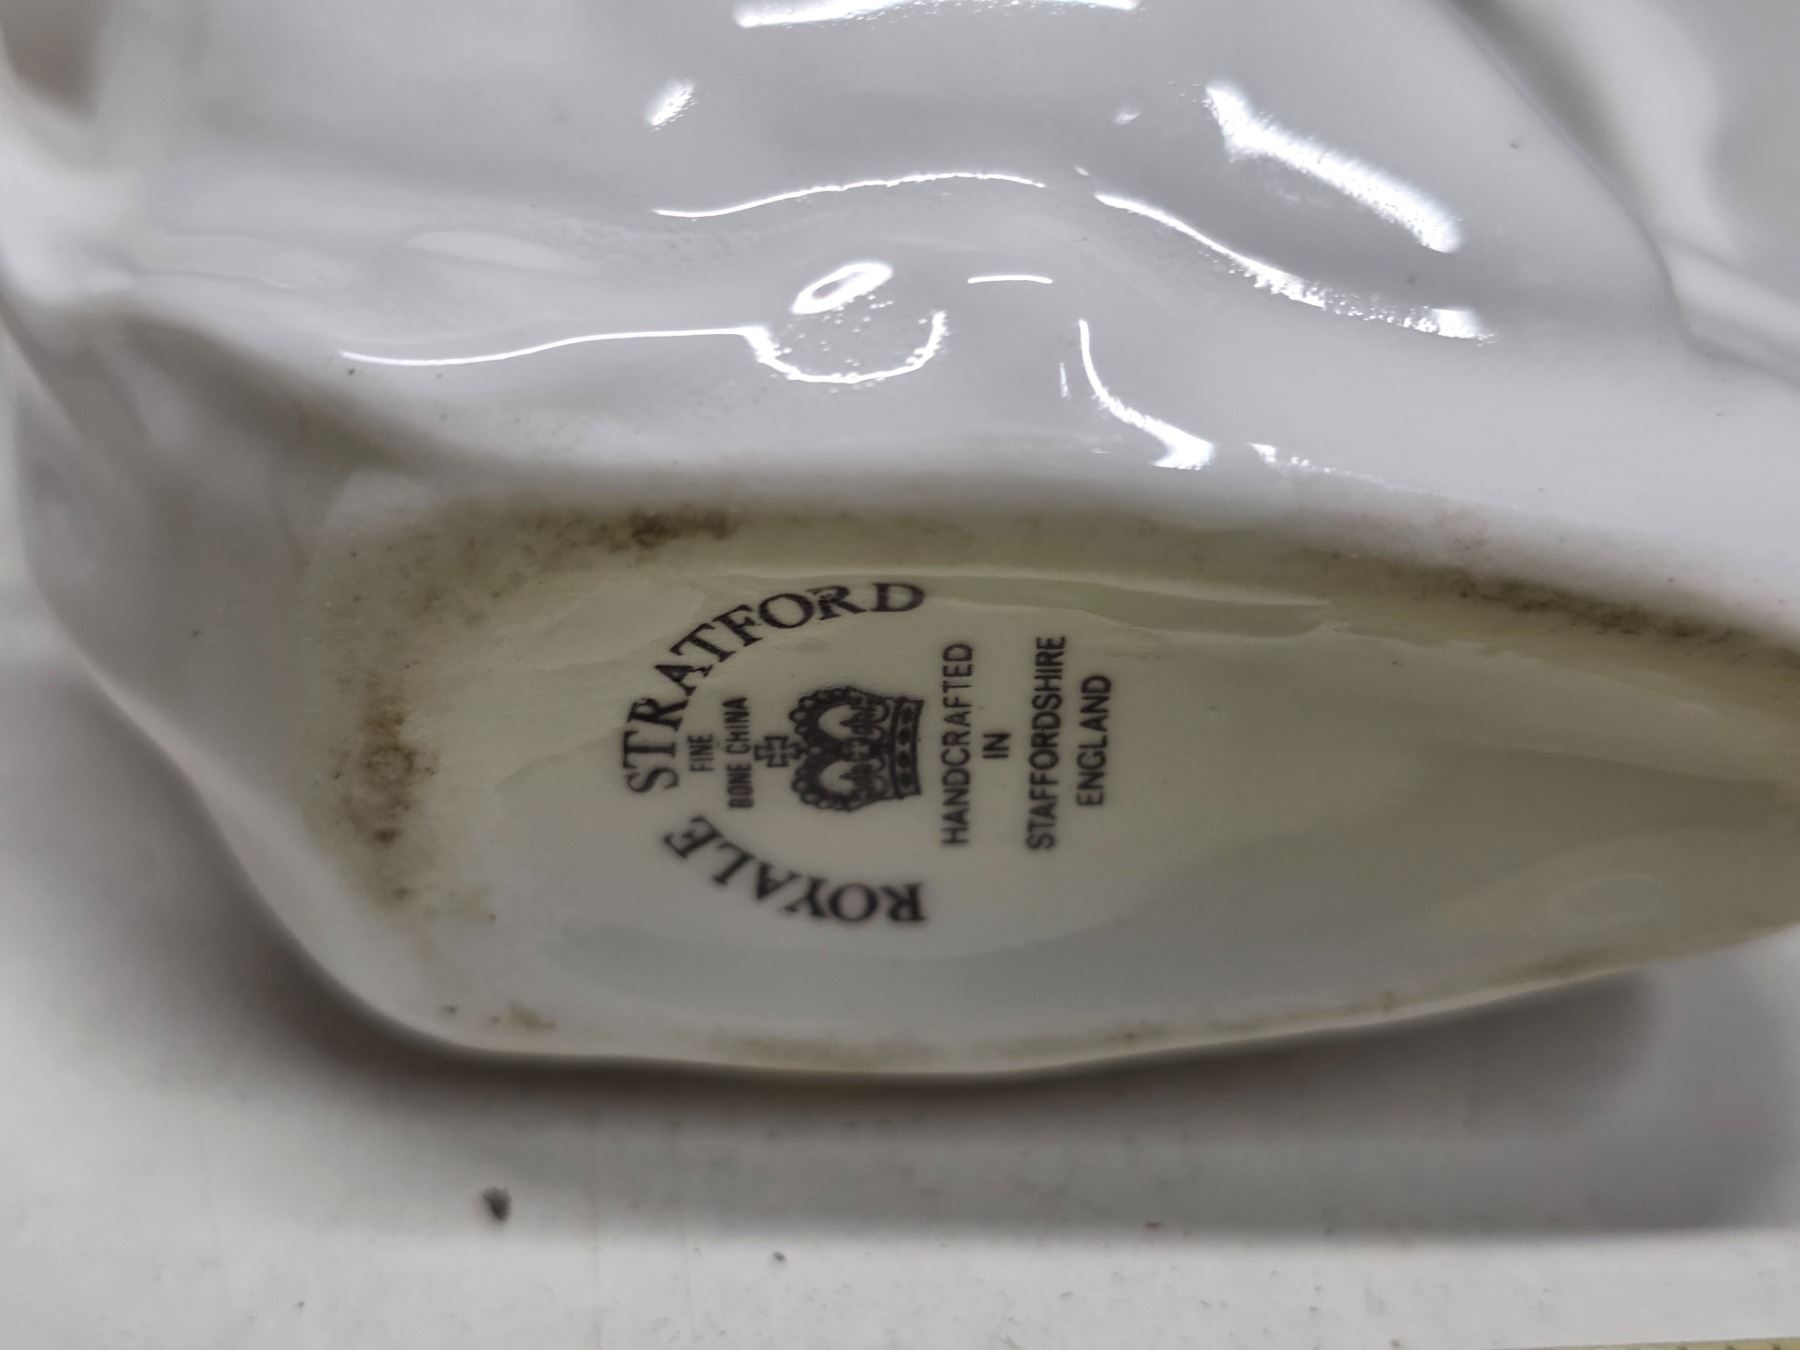 ROYALE STRATFORD
FINE
BONE CHINA
HANDCRAFTED
IN
STAFFORDSHIRE
ENGLAND